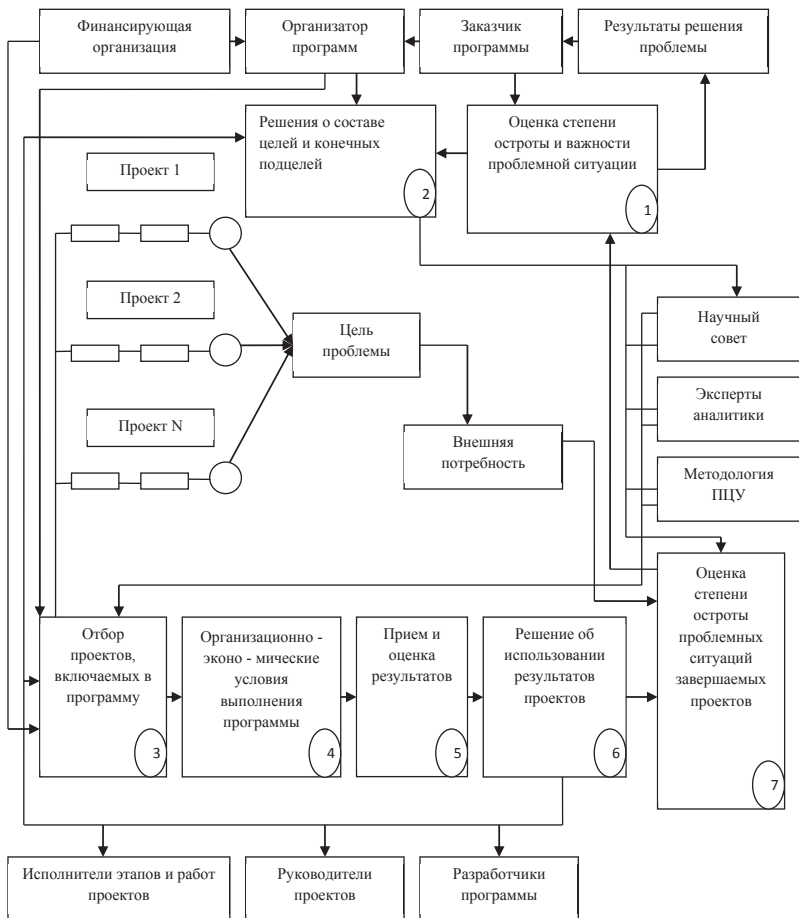 Финансирующая
организация
Организатор
программ
Заказчик
программы
Результаты решения
проблемы
Решения о составе
целей и конечных
подцелей
2
Оценка степени
остроты и важности
проблемной ситуации
1
Проект 1
Проект 2
Проект N
Цель
проблемы
Внешняя
потребность
Научный
совет
Эксперты
аналитики
Методология
ПЦУ
Отбор
проектов,
включаемых в
программу
3
Организационно -
эконо - мические
условия
выполнения
программы
4
Прием и
оценка
результатов
5
Решение об
использовании
результатов
проектов
6
Оценка
степени
остроты
проблемных
ситуаций
завершаемых
проектов
7
Исполнители этапов и работ
проектов
Руководители
проектов
Разработчики
программы